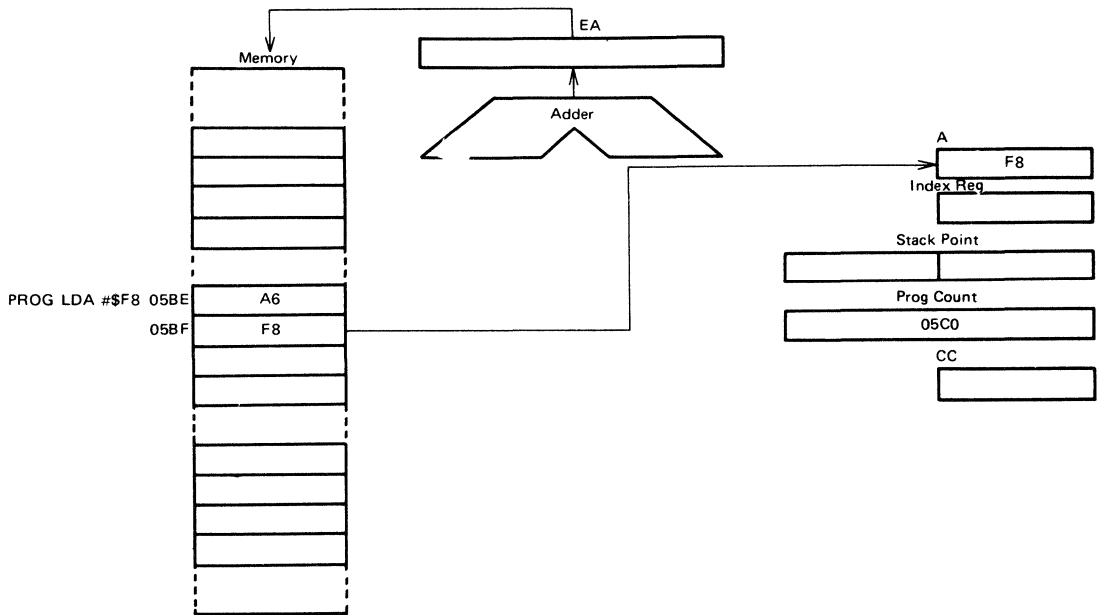 EA
Memory
Adder
A
F8
Index Reg
Stack Point
PROG LDA #$F8 05BE
A6
Prog Count
05BF
F8
05C0
CC